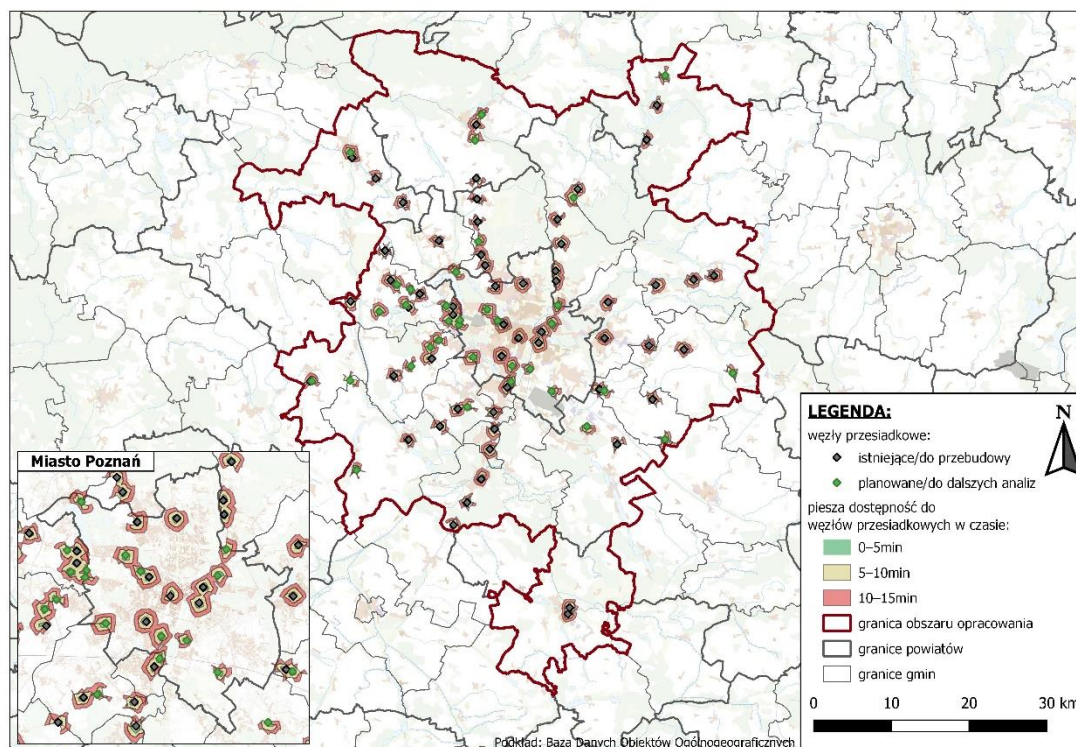 Miasto Poznań
LEGENDA:
węzły przesiadkowe:
istniejące/do przebudowy
planowane/do dalszych analiz
piesza dostępność do
węzłów przesiadkowych w czasie:
0–5min
5–10min
10–15min
granica obszaru opracowania
granice powiatów
granice gmin
N
0 10 20 30 km
Podkład: Baza Danych Obiektów Ogólnogeograficznych